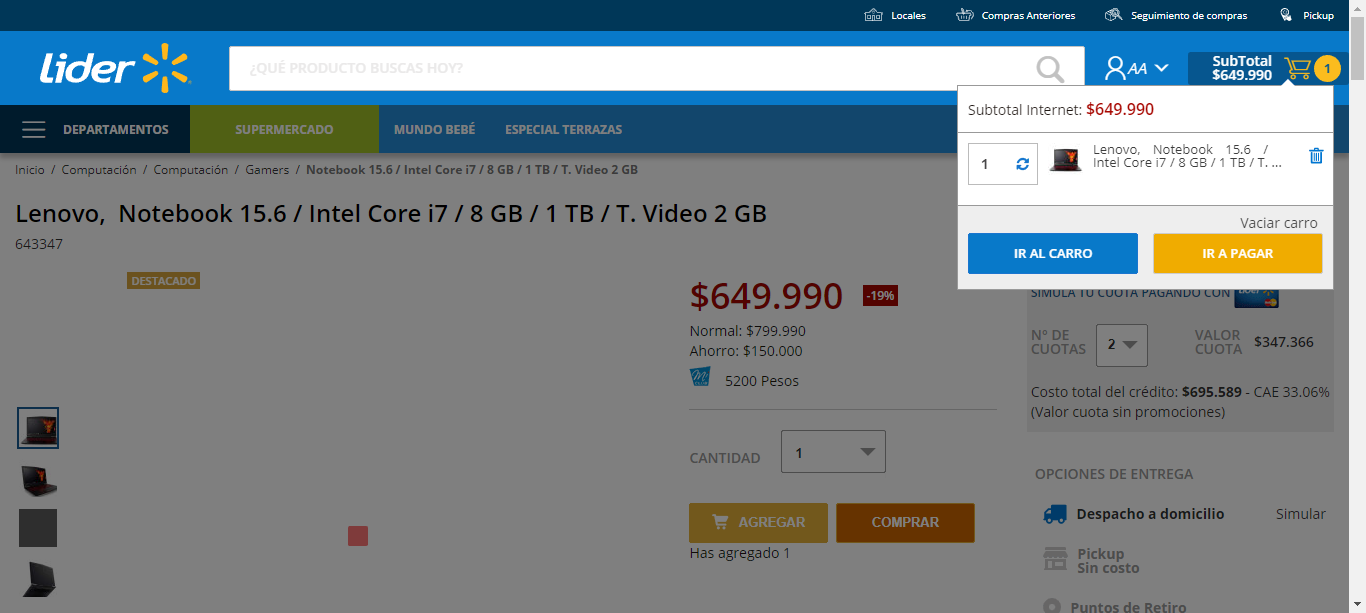 Locales
Compras Anteriores
Seguimiento de compras
Pickup
Lider
¿QUÉ PRODUCTO BUSCAS HOY?
AA
SubTotal
$649.990
1
DEPARTAMENTOS
SUPERMERCADO
MUNDO BEBÉ
ESPECIAL TERRAZAS
Subtotal Internet: $649.990
1
Lenovo, Notebook 15.6 /
Intel Core i7 / 8 GB / 1 TB / T. ...
Vaciar carro
IR AL CARRO
IR A PAGAR
Inicio / Computación / Computación / Gamers / Notebook 15.6 / Intel Core i7 / 8 GB / 1 TB / T. Video 2 GB
Lenovo, Notebook 15.6 / Intel Core i7 / 8 GB / 1 TB / T. Video 2 GB
643347
DESTACADO
$649.990
-19%
Normal: $799.990
Ahorro: $150.000
5200 Pesos
CANTIDAD
1
AGREGAR
COMPRAR
Has agregado 1
SIMULA TU CUOTA PAGANDO CON
N° DE
CUOTAS
2
VALOR
CUOTA
$347.366
Costo total del crédito: $695.589 - CAE 33.06%
(Valor cuota sin promociones)
OPCIONES DE ENTREGA
Despacho a domicilio
Simular
Pickup
Sin costo
Puntos de Retiro